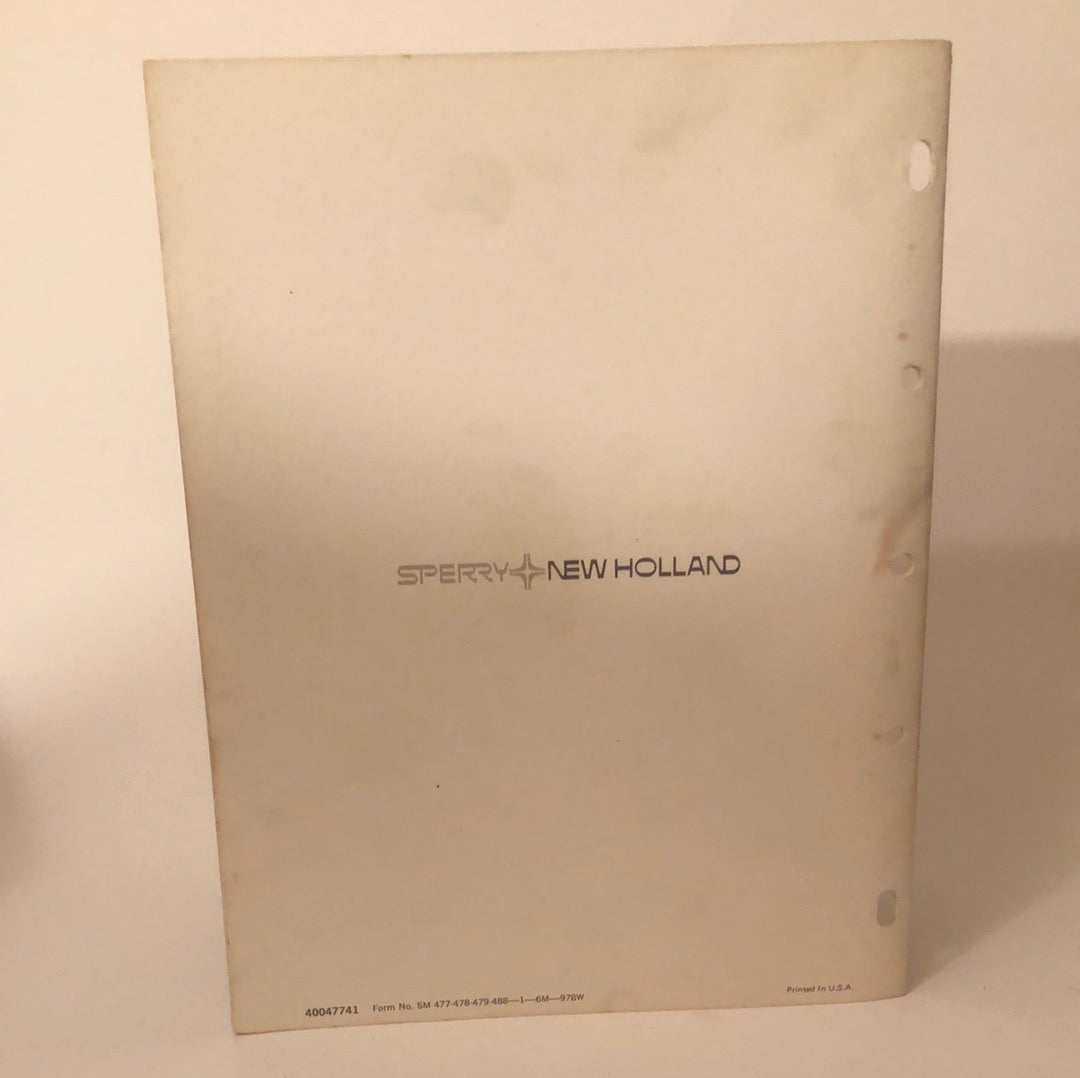 SPERRY NEW HOLLAND
40047741 Form No. SM 477-478-479-488—1—6M—978W
Printed In U.S.A.